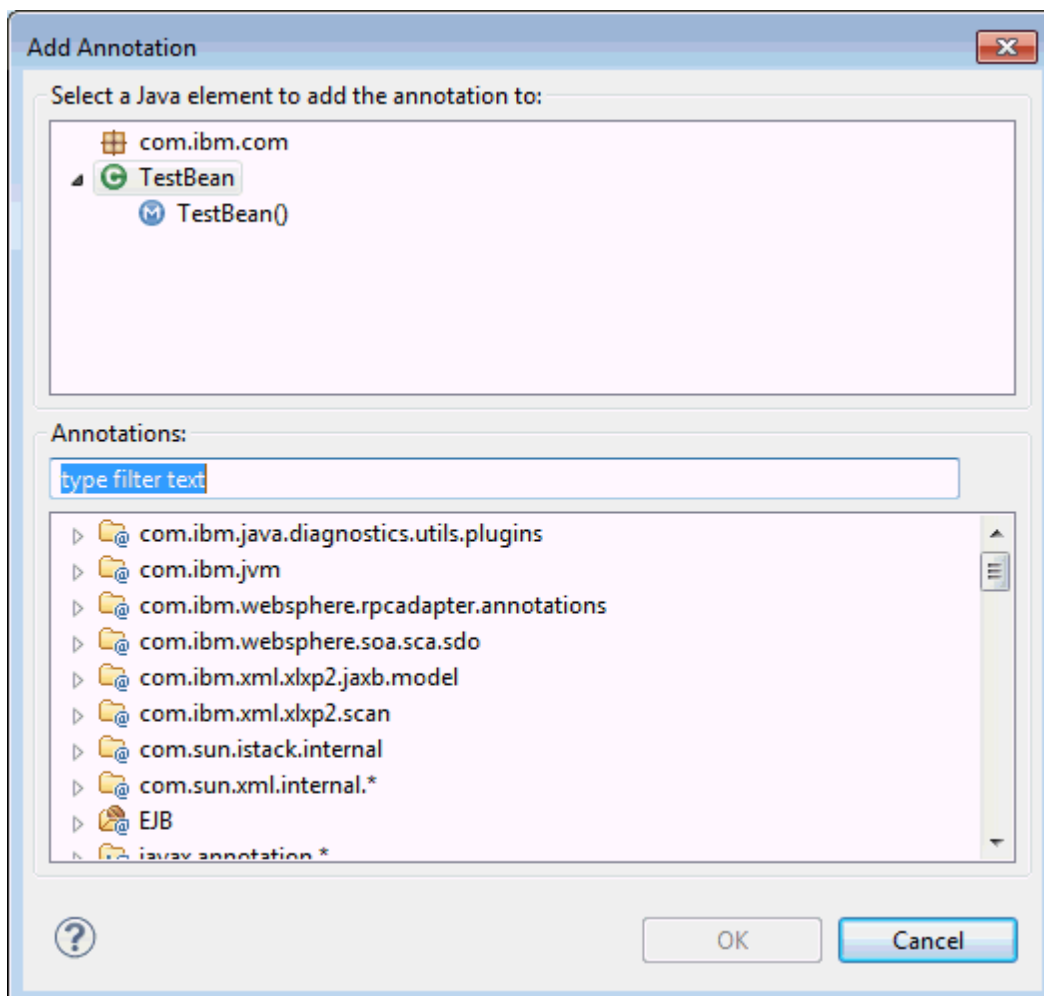 Add Annotation
Select a Java element to add the annotation to:
com.ibm.com
TestBean
TestBean()
Annotations:
type filter text
com.ibm.java.diagnostics.utils.plugins
com.ibm.jvm
com.ibm.websphere.rpcadapter.annotations
com.ibm.websphere.soa.sca.sdo
com.ibm.xml.xlxp2.jaxb.model
com.ibm.xml.xlxp2.scan
com.sun.istack.internal
com.sun.xml.internal.*
EJB
javax.annotation.*
OK
Cancel